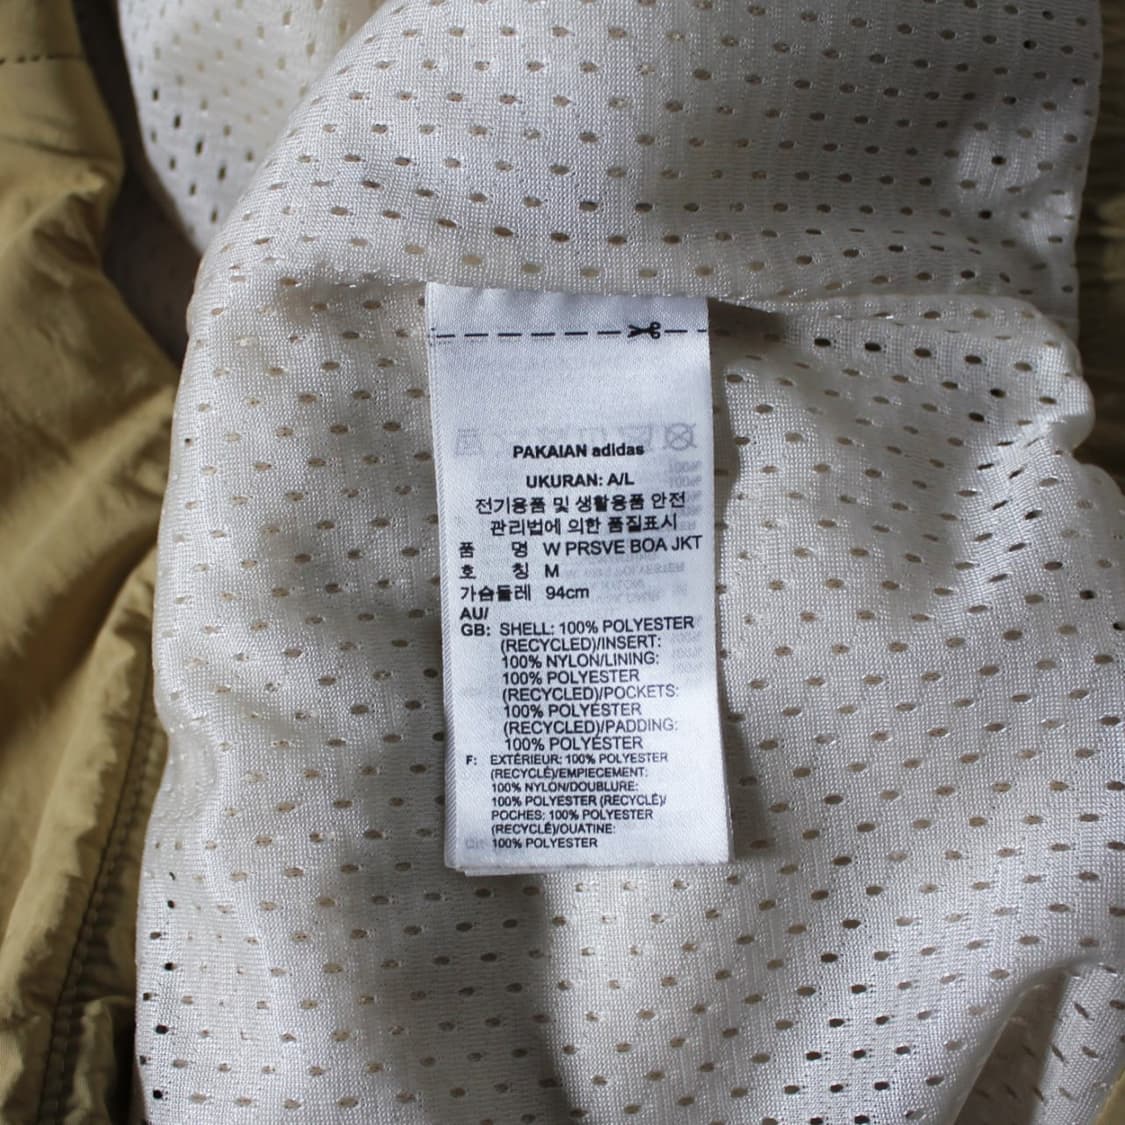 PAKAIAN adidas
UKURAN: A/L
전기용품 및 생활용품 안전
관리법에 의한 품질표시
품 명 W PRSVE BOA JKT
호 칭 M
가슴둘레 94cm
AU/
GB: SHELL: 100% POLYESTER
(RECYCLED)/INSERT:
100% NYLON/LINING:
100% POLYESTER
(RECYCLED)/POCKETS:
100% POLYESTER
(RECYCLED)/PADDING:
100% POLYESTER
F: EXTÉRIEUR: 100% POLYESTER
(RECYCLÉ)/EMPIECEMENT:
100% NYLON/DOUBLURE:
100% POLYESTER (RECYCLÉ)/
POCHES: 100% POLYESTER
(RECYCLÉ)/OUATINE:
100% POLYESTER